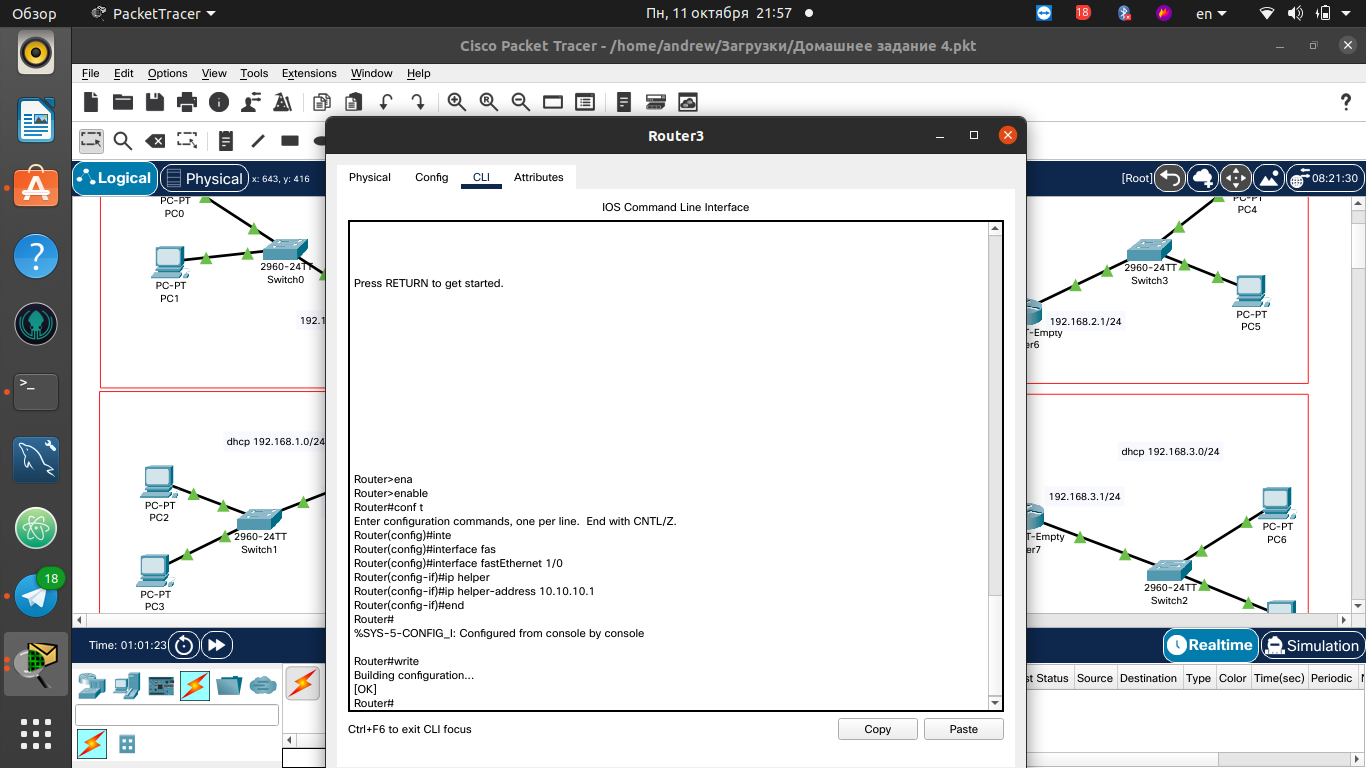 Обзор
PacketTracer
Пн, 11 октября 21:57
18
en
Cisco Packet Tracer - /home/andrew/Загрузки/Домашнее задание 4.pkt
File Edit Options View Tools Extensions Window Help
Router3
Logical
Physical
x: 643, y: 416
[Root]
08:21:30
Physical Config CLI Attributes
IOS Command Line Interface
PC-PT
PC0
PC-PT
PC1
2960-24TT
Switch0
192.1
dhcp 192.168.1.0/24
PC-PT
PC2
2960-24TT
Switch1
PC-PT
PC3
Press RETURN to get started.
Router>ena
Router>enable
Router#conf t
Enter configuration commands, one per line. End with CNTL/Z.
Router(config)#inte
Router(config)#interface fas
Router(config)#interface fastEthernet 1/0
Router(config-if)#ip helper
Router(config-if)#ip helper-address 10.10.10.1
Router(config-if)#end
Router#
%SYS-5-CONFIG_I: Configured from console by console
Router#write
Building configuration...
[OK]
Router#
Ctrl+F6 to exit CLI focus
Copy
Paste
PC-PT
PC4
2960-24TT
Switch3
PC-PT
PC5
192.168.2.1/24
T-Empty
er6
dhcp 192.168.3.0/24
192.168.3.1/24
T-Empty
er7
PC-PT
PC6
2960-24TT
Switch2
18
Time: 01:01:23
Realtime
Simulation
st Status Source Destination Type Color Time(sec) Periodic